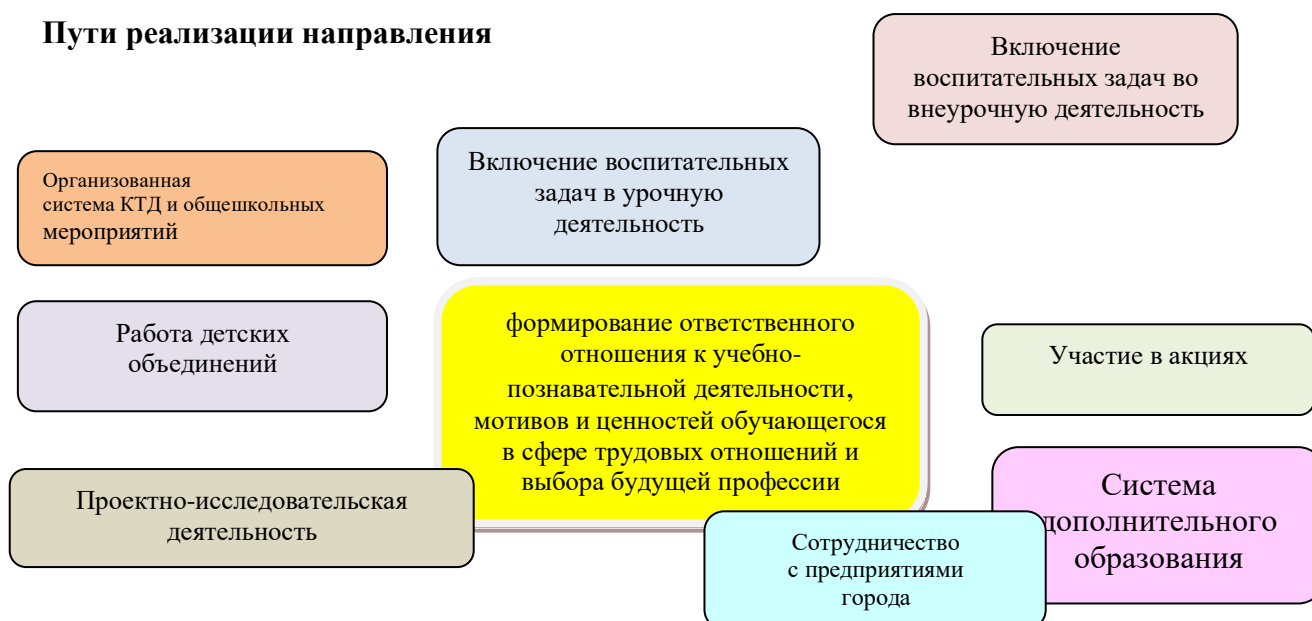 Пути реализации направления
Включение
воспитательных задач во
внеурочную деятельность
Организованная
система КТД и общешкольных
мероприятий
Включение воспитательных
задач в урочную
деятельность
Работа детских
объединений
формирование ответственного
отношения к учебно-
познавательной деятельности,
мотивов и ценностей обучающегося
в сфере трудовых отношений и
выбора будущей профессии
Участие в акциях
Проектно-исследовательская
деятельность
Сотрудничество
с предприятиями
города
Система
дополнительного
образования